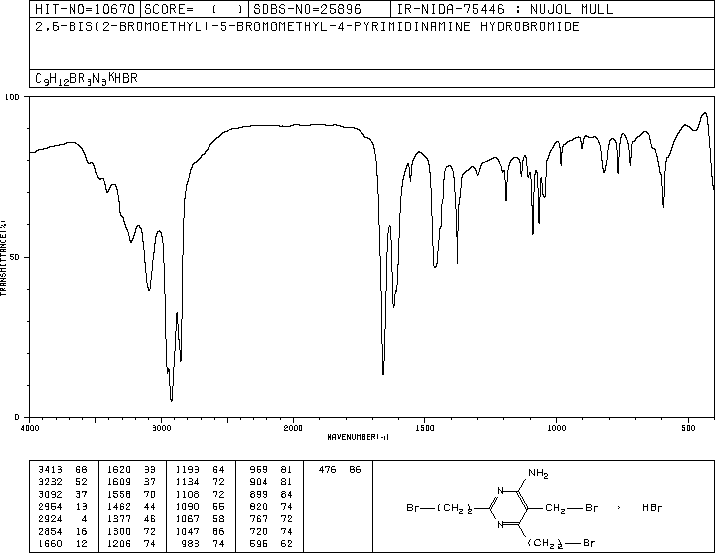 HIT-NO=10670 SCORE= ( ) SDBS-NO=25896 IR-NIDA-75446 : NUJOL MULL
2,6-BIS(2-BROMOETHYL)-5-BROMOMETHYL-4-PYRIMIDINAMINE HYDROBROMIDE
C9H12BR3N3*HBR
100
50
0
TRANSMITTANCE(%)
4000 3000 2000 1500 1000 500
WAVENUMBER(-1)
3413 68 1620 33 1193 64 969 81 476 86
3232 52 1609 37 1134 72 904 81
3092 37 1558 70 1108 72 899 84
2954 13 1462 44 1090 55 820 74
2924 4 1377 46 1067 58 767 72
2854 16 1300 72 1047 66 720 74
1660 12 1206 74 983 74 596 62
NH2
N
Br (CH2)2 CH2 Br · HBr
N
(CH2)2 Br